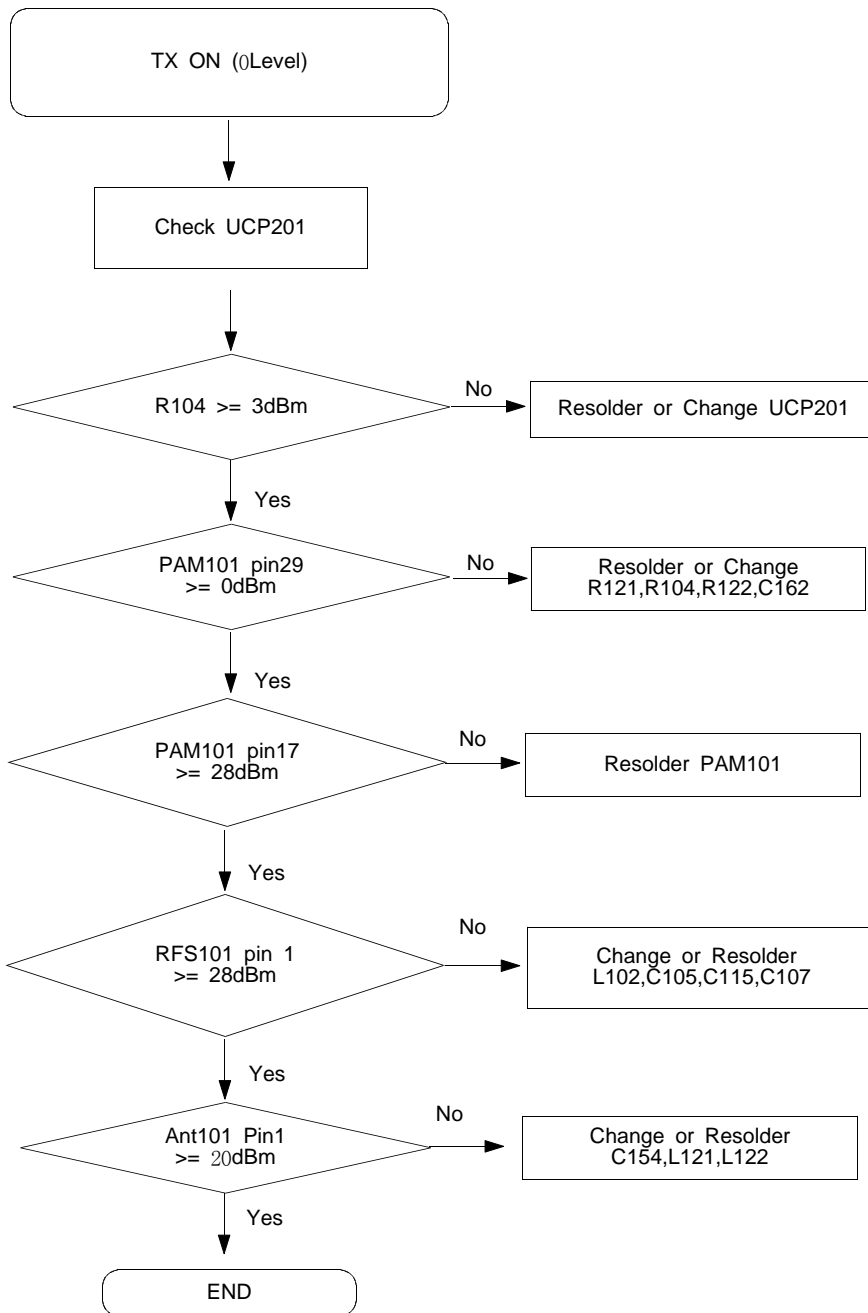 TX ON (0Level)
Check UCP201
R104 >= 3dBm
No
Resolder or Change UCP201
Yes
PAM101 pin29
>= 0dBm
No
Resolder or Change
R121,R104,R122,C162
Yes
PAM101 pin17
>= 28dBm
No
Resolder PAM101
Yes
RFS101 pin 1
>= 28dBm
No
Change or Resolder
L102,C105,C115,C107
Yes
Ant101 Pin1
>= 20dBm
No
Change or Resolder
C154,L121,L122
Yes
END